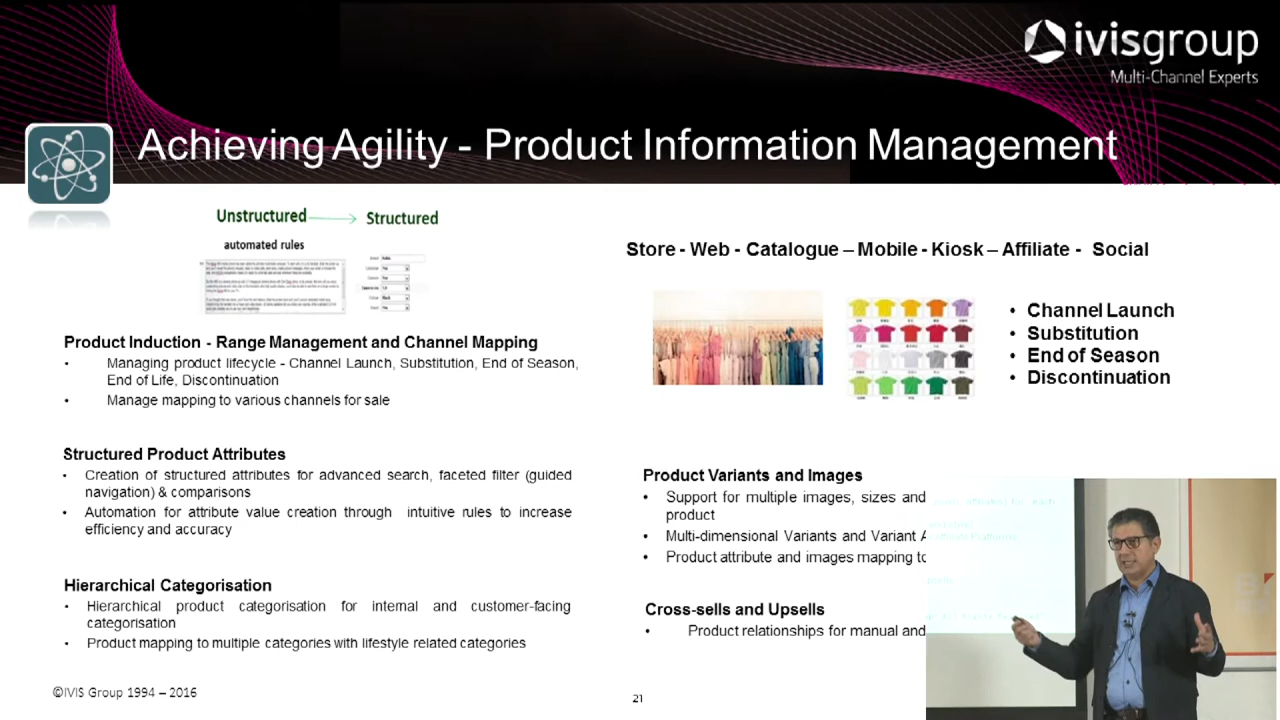 ivisgroup
Multi-Channel Experts
Achieving Agility - Product Information Management
Unstructured
Structured
automated rules
Product Induction - Range Management and Channel Mapping
• Managing product lifecycle - Channel Launch, Substitution, End of Season,
End of Life, Discontinuation
• Manage mapping to various channels for sale
Structured Product Attributes
• Creation of structured attributes for advanced search, faceted filter (guided
navigation) & comparisons
• Automation for attribute value creation through intuitive rules to increase
efficiency and accuracy
Hierarchical Categorisation
• Hierarchical product categorisation for internal and customer-facing
categorisation
• Product mapping to multiple categories with lifestyle related categories
Store - Web - Catalogue – Mobile - Kiosk – Affiliate - Social
• Channel Launch
• Substitution
• End of Season
• Discontinuation
Product Variants and Images
• Support for multiple images, sizes and
product
• Multi-dimensional Variants and Variant
• Product attribute and images mapping to
Cross-sells and Upsells
• Product relationships for manual and
©IVIS Group 1994 – 2016
21